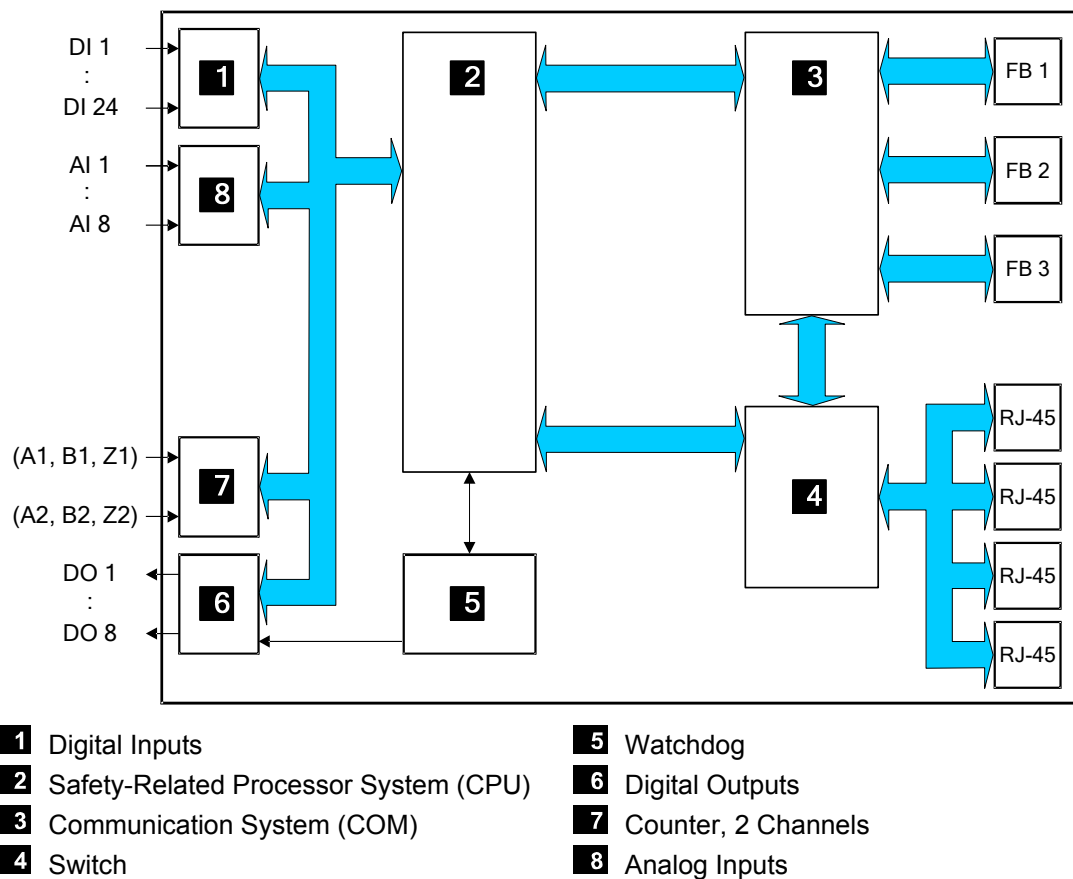 DI 1
:
DI 24
AI 1
:
AI 8
(A1, B1, Z1)
(A2, B2, Z2)
DO 1
:
DO 8
1
8
7
6
2
5
3
4
FB 1
FB 2
FB 3
RJ-45
RJ-45
RJ-45
RJ-45
1 Digital Inputs
2 Safety-Related Processor System (CPU)
3 Communication System (COM)
4 Switch
5 Watchdog
6 Digital Outputs
7 Counter, 2 Channels
8 Analog Inputs